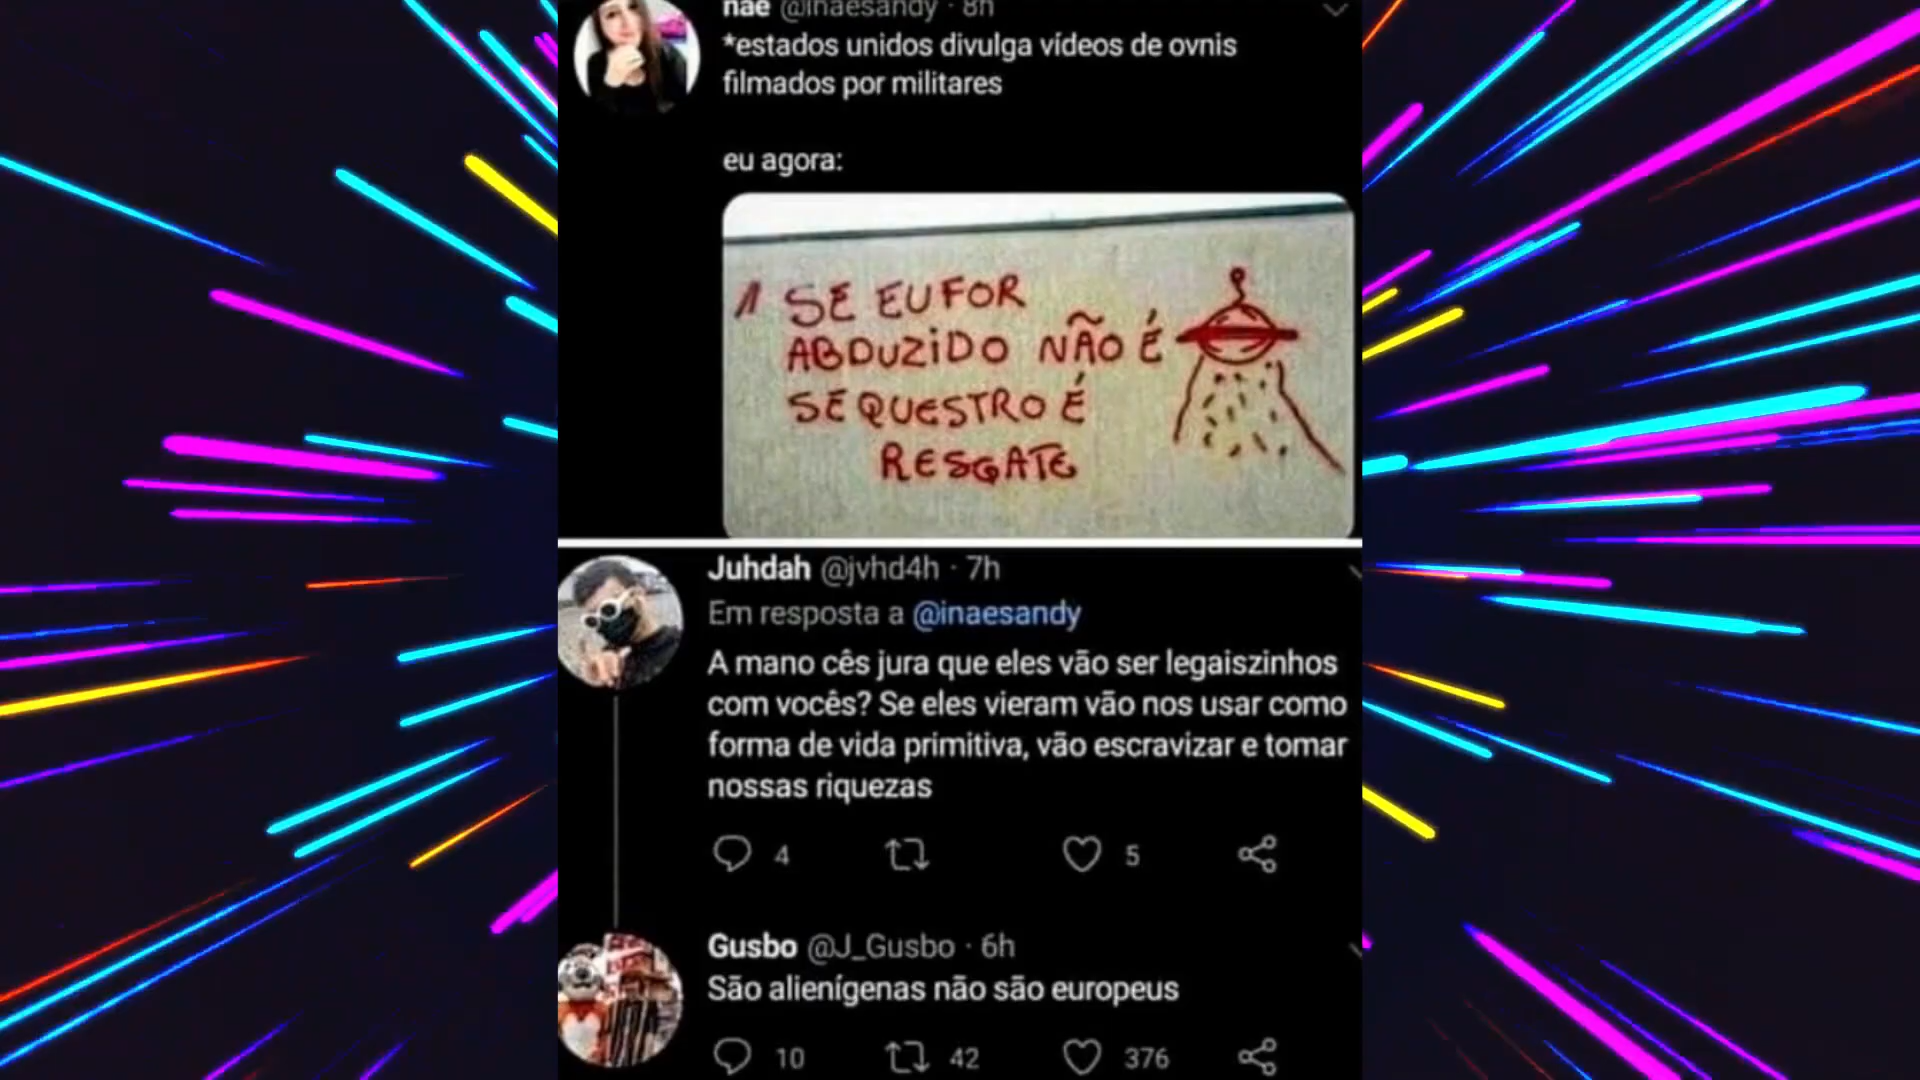 nae @inaesandy · 8h
*estados unidos divulga vídeos de ovnis
filmados por militares
eu agora:
SE EU FOR
ABDUZIDO NÃO É
SEQUESTRO É
RESGATE
Juhdah @jvhd4h · 7h
Em resposta a @inaesandy
A mano cês jura que eles vão ser legaiszinhos
com vocês? Se eles vieram vão nos usar como
forma de vida primitiva, vão escravizar e tomar
nossas riquezas
4 5
Gusbo @J_Gusbo · 6h
São alienígenas não são europeus
10 42 376